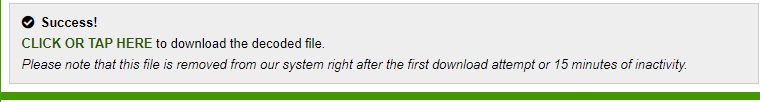 Success!
CLICK OR TAP HERE to download the decoded file.
Please note that this file is removed from our system right after the first download attempt or 15 minutes of inactivity.